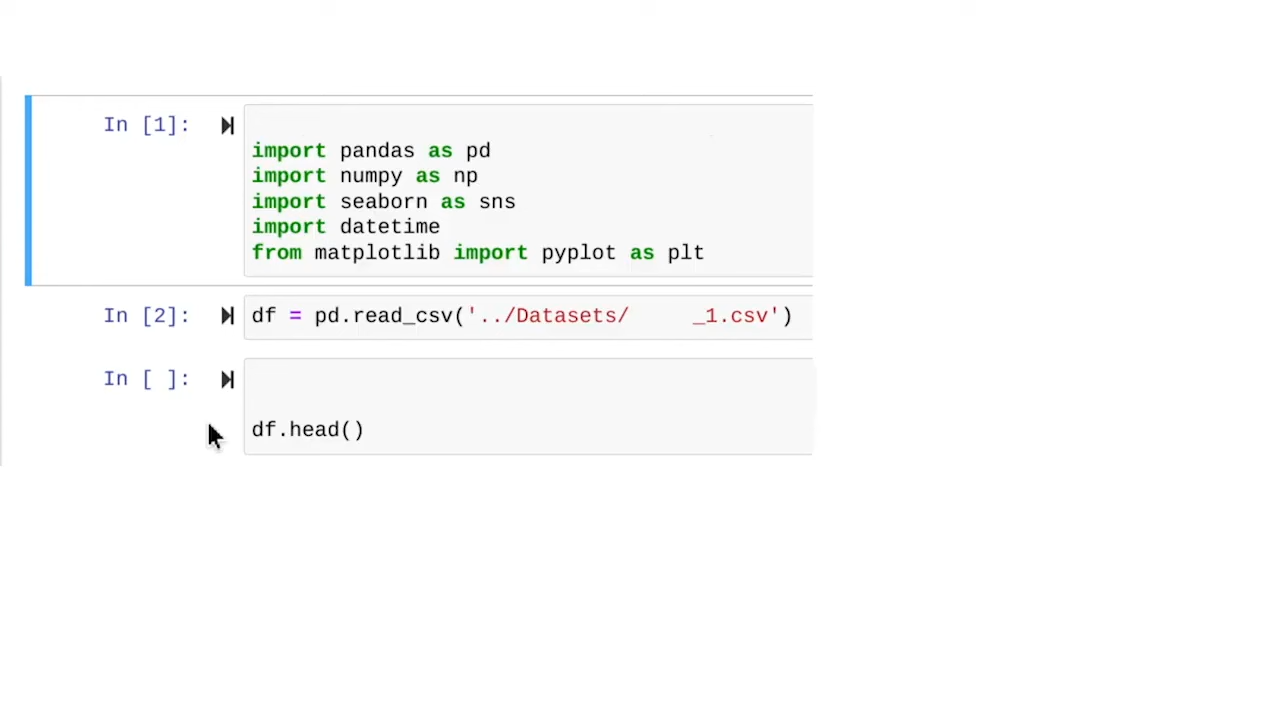 In [1]:
import pandas as pd
import numpy as np
import seaborn as sns
import datetime
from matplotlib import pyplot as plt
In [2]: df = pd.read_csv('../Datasets/     _1.csv')
In [ ]:
df.head()